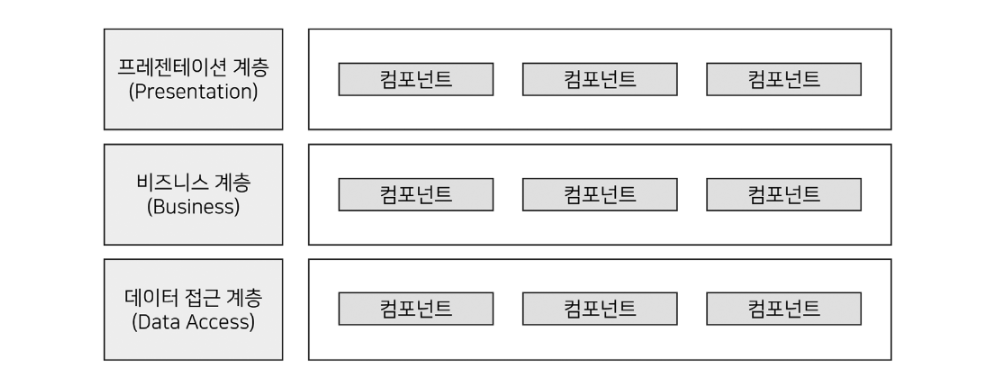 프레젠테이션 계층
(Presentation)
컴포넌트 컴포넌트 컴포넌트
비즈니스 계층
(Business)
컴포넌트 컴포넌트 컴포넌트
데이터 접근 계층
(Data Access)
컴포넌트 컴포넌트 컴포넌트